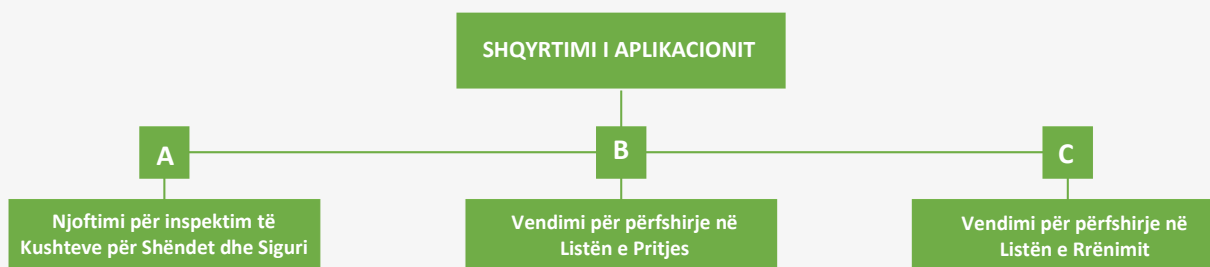 SHQYRTIMI I APLIKACIONIT
A
B
C
Njoftimi për inspektim të
Kushteve për Shëndet dhe Siguri
Vendimi për përfshirje në
Listën e Pritjes
Vendimi për përfshirje në
Listën e Rrënimit